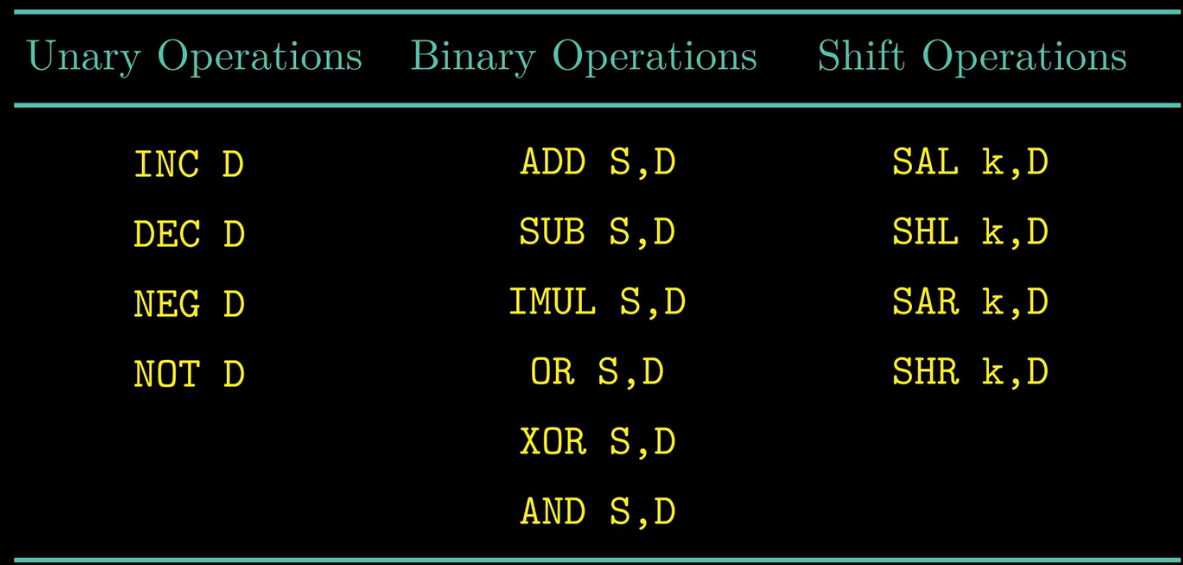 Unary Operations Binary Operations Shift Operations
INC D ADD S,D SAL k,D
DEC D SUB S,D SHL k,D
NEG D IMUL S,D SAR k,D
NOT D OR S,D SHR k,D
XOR S,D
AND S,D